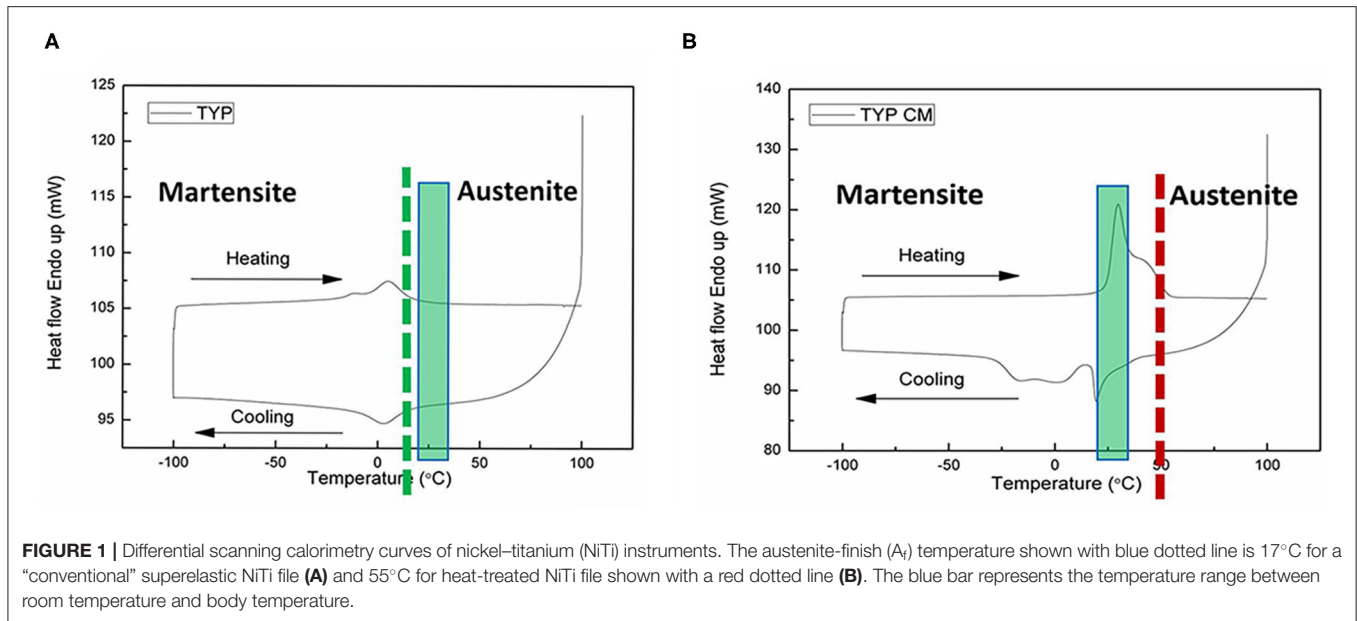 A
B
125
120
115
110
105
100
95
Heat flow Endo up (mW)
TYP
Martensite
Austenite
Heating
Cooling
-100
-50
0
50
100
Temperature (°C)
140
130
120
110
100
90
80
Heat flow Endo up (mW)
TYP CM
Martensite
Austenite
Heating
Cooling
-100
-50
0
50
100
Temperature (°C)
FIGURE 1 | Differential scanning calorimetry curves of nickel–titanium (NiTi) instruments. The austenite-finish (Af) temperature shown with blue dotted line is 17°C for a
“conventional” superelastic NiTi file (A) and 55°C for heat-treated NiTi file shown with a red dotted line (B). The blue bar represents the temperature range between
room temperature and body temperature.